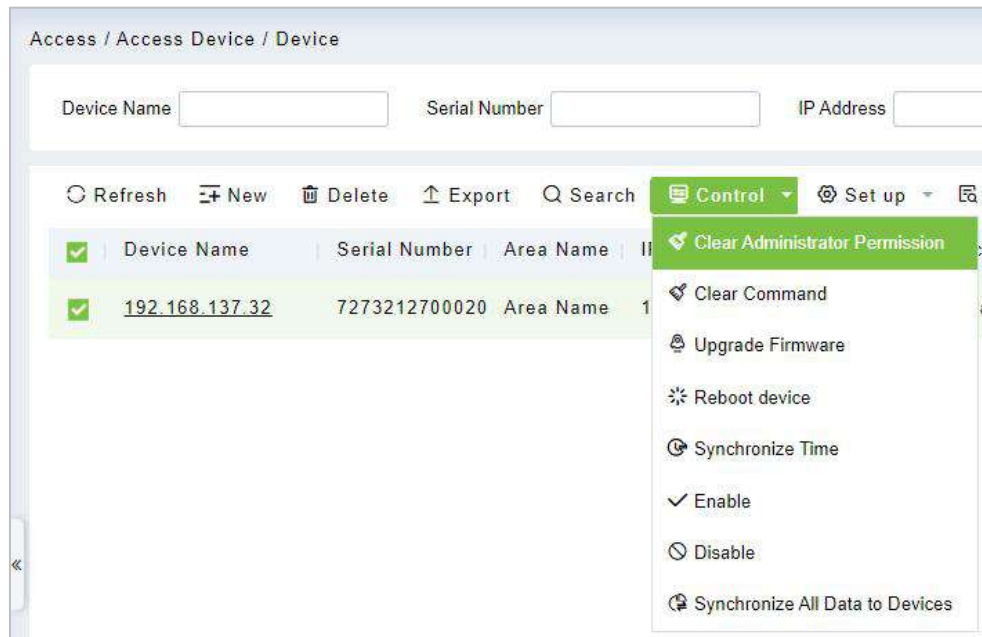 Access / Access Device / Device
Device Name Serial Number IP Address
Refresh New Delete Export Search Control Set up
Device Name Serial Number Area Name
192.168.137.32 7273212700020 Area Name 1
Clear Administrator Permission
Clear Command
Upgrade Firmware
Reboot device
Synchronize Time
Enable
Disable
Synchronize All Data to Devices